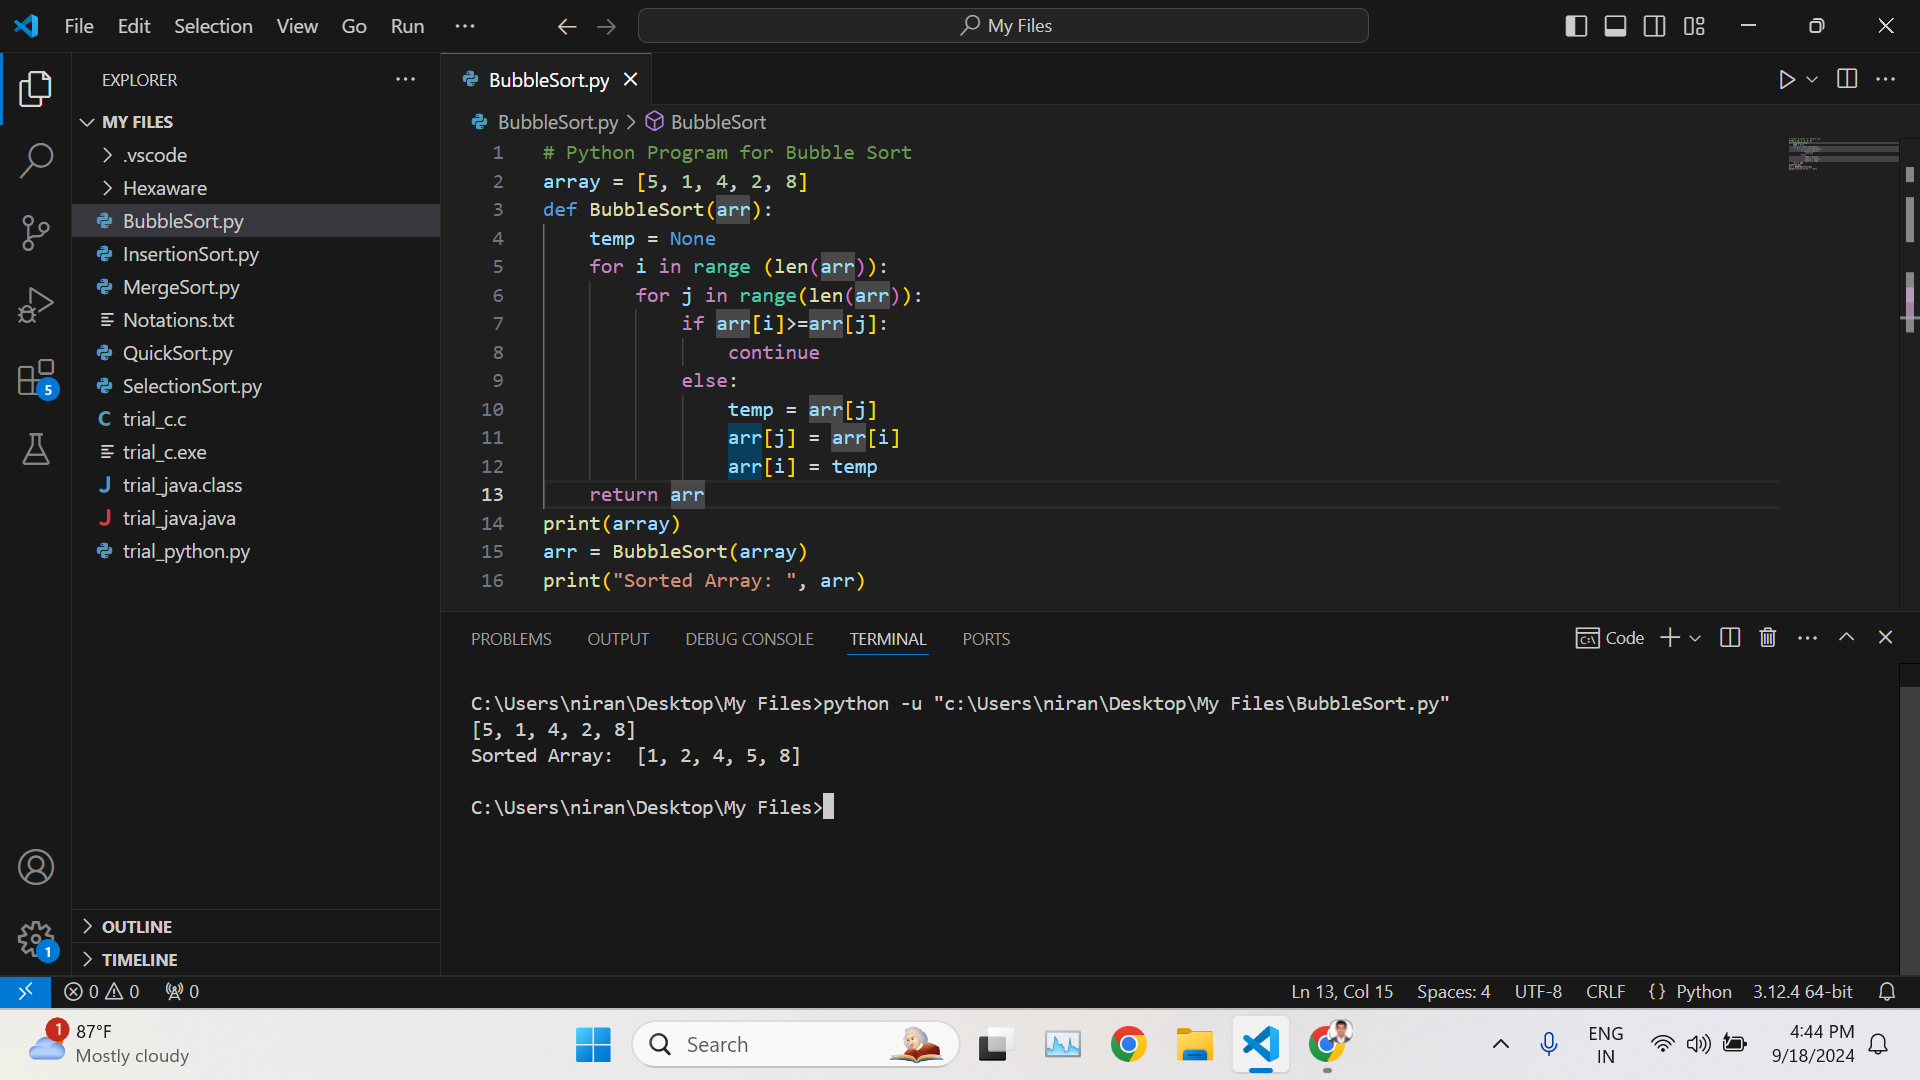 File Edit Selection View Go Run ···
My Files
EXPLORER ···
MY FILES
.vscode
Hexaware
BubbleSort.py
InsertionSort.py
MergeSort.py
Notations.txt
QuickSort.py
SelectionSort.py
C trial_c.c
trial_c.exe
J trial_java.class
J trial_java.java
trial_python.py
OUTLINE
TIMELINE
5
1
BubbleSort.py
BubbleSort.py > BubbleSort
1 # Python Program for Bubble Sort
2 array = [5, 1, 4, 2, 8]
3 def BubbleSort(arr):
4     temp = None
5     for i in range (len(arr)):
6         for j in range(len(arr)):
7             if arr[i]>=arr[j]:
8                 continue
9             else:
10                 temp = arr[j]
11                 arr[j] = arr[i]
12                 arr[i] = temp
13     return arr
14 print(array)
15 arr = BubbleSort(array)
16 print("Sorted Array: ", arr)
PROBLEMS OUTPUT DEBUG CONSOLE TERMINAL PORTS
Code
C:\Users\niran\Desktop\My Files>python -u "c:\Users\niran\Desktop\My Files\BubbleSort.py"
[5, 1, 4, 2, 8]
Sorted Array:  [1, 2, 4, 5, 8]
C:\Users\niran\Desktop\My Files>
0 0 0
Ln 13, Col 15 Spaces: 4 UTF-8 CRLF {} Python 3.12.4 64-bit
1
87°F
Mostly cloudy
Search
ENG
IN
4:44 PM
9/18/2024